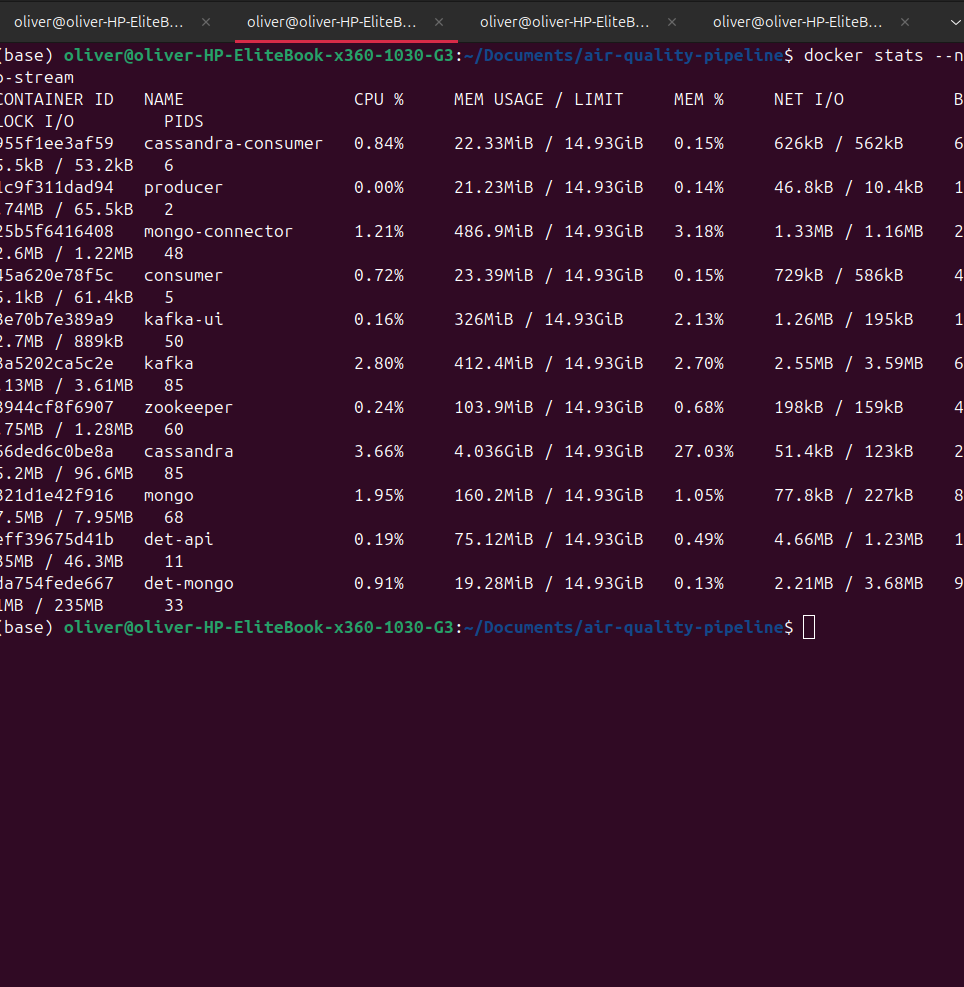 oliver@oliver-HP-EliteB... × oliver@oliver-HP-EliteB... × oliver@oliver-HP-EliteB... × oliver@oliver-HP-EliteB... ×
(base) oliver@oliver-HP-EliteBook-x360-1030-G3:~/Documents/air-quality-pipeline$ docker stats --n
o-stream
CONTAINER ID   NAME                 CPU %     MEM USAGE / LIMIT     MEM %     NET I/O           B
LOCK I/O         PIDS
955f1ee3af59   cassandra-consumer   0.84%     22.33MiB / 14.93GiB   0.15%     626kB / 562kB     6
5.5kB / 53.2kB   6
1c9f311dad94   producer             0.00%     21.23MiB / 14.93GiB   0.14%     46.8kB / 10.4kB   1
.74MB / 65.5kB   2
25b5f6416408   mongo-connector      1.21%     486.9MiB / 14.93GiB   3.18%     1.33MB / 1.16MB   2
2.6MB / 1.22MB   48
45a620e78f5c   consumer             0.72%     23.39MiB / 14.93GiB   0.15%     729kB / 586kB     4
5.1kB / 61.4kB   5
3e70b7e389a9   kafka-ui             0.16%     326MiB / 14.93GiB     2.13%     1.26MB / 195kB    1
2.7MB / 889kB    50
3a5202ca5c2e   kafka                2.80%     412.4MiB / 14.93GiB   2.70%     2.55MB / 3.59MB   6
.13MB / 3.61MB   85
3944cf8f6907   zookeeper            0.24%     103.9MiB / 14.93GiB   0.68%     198kB / 159kB     4
.75MB / 1.28MB   60
56ded6c0be8a   cassandra            3.66%     4.036GiB / 14.93GiB   27.03%    51.4kB / 123kB    2
5.2MB / 96.6MB   85
321d1e42f916   mongo                1.95%     160.2MiB / 14.93GiB   1.05%     77.8kB / 227kB    8
7.5MB / 7.95MB   68
eff39675d41b   det-api              0.19%     75.12MiB / 14.93GiB   0.49%     4.66MB / 1.23MB   1
35MB / 46.3MB    11
da754fede667   det-mongo            0.91%     19.28MiB / 14.93GiB   0.13%     2.21MB / 3.68MB   9
1MB / 235MB      33
(base) oliver@oliver-HP-EliteBook-x360-1030-G3:~/Documents/air-quality-pipeline$